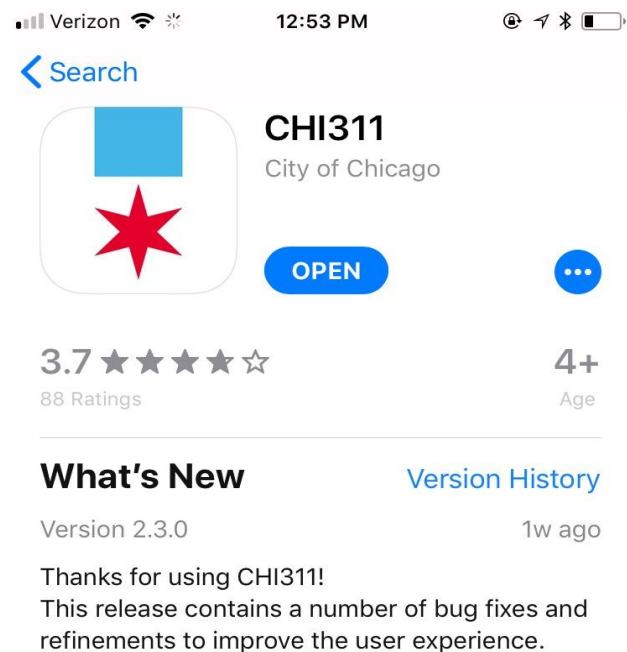 Verizon 12:53 PM
Search
CHI311
City of Chicago
OPEN
3.7
4+
88 Ratings
Age
What's New
Version History
Version 2.3.0
1w ago
Thanks for using CHI311!
This release contains a number of bug fixes and
refinements to improve the user experience.